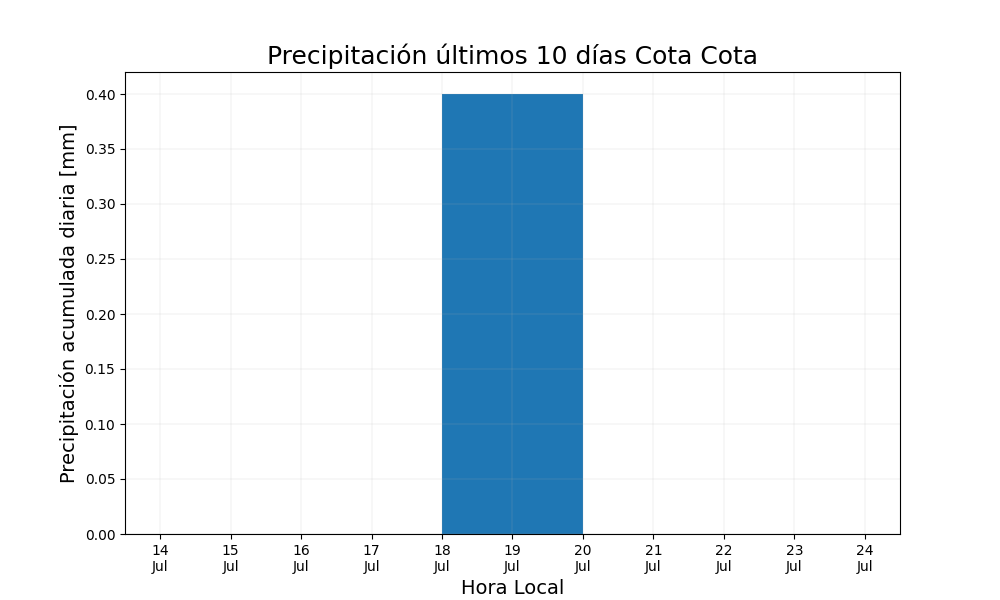 Precipitación últimos 10 días Cota Cota
Precipitación acumulada diaria [mm]
0.40
0.35
0.30
0.25
0.20
0.15
0.10
0.05
0.00
14 15 16 17 18 19 20 21 22 23 24
Jul Jul Jul Jul Jul Jul Jul Jul Jul Jul Jul
Hora Local